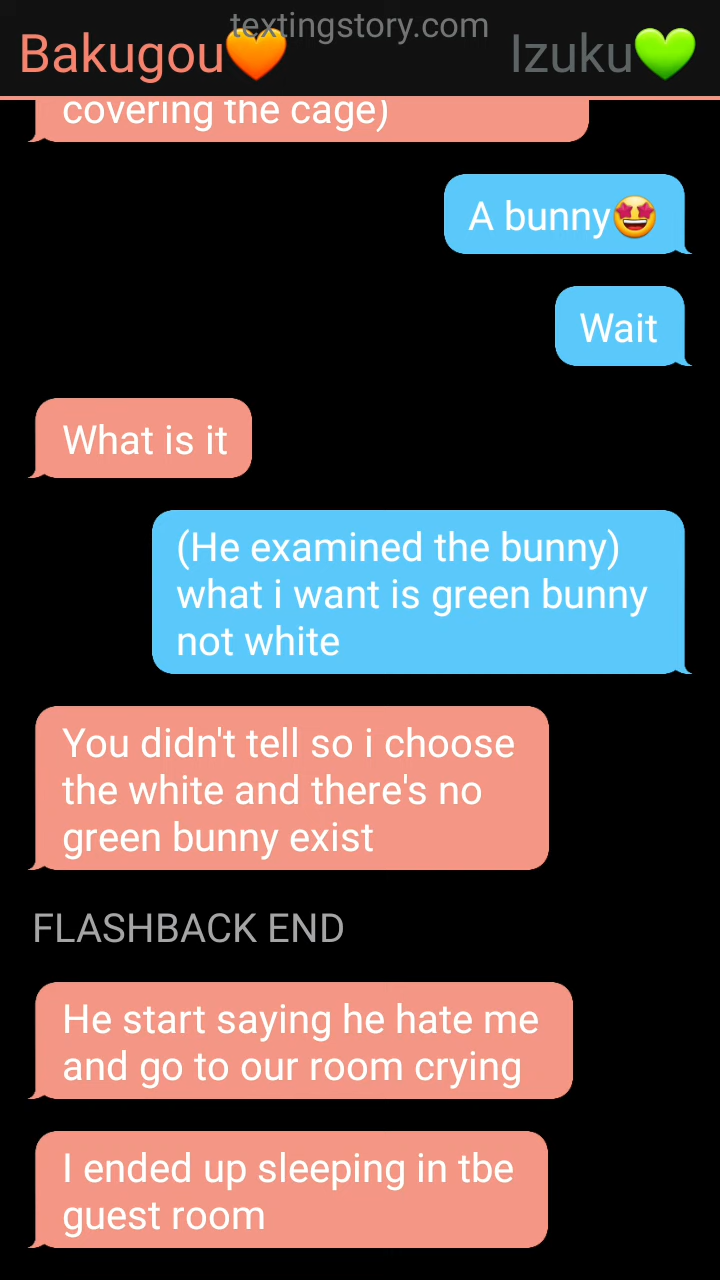 textingstory.com
Bakugou🧡 Izuku💚
covering the cage)
A bunny🤩
Wait
What is it
(He examined the bunny)
what i want is green bunny
not white
You didn't tell so i choose
the white and there's no
green bunny exist
FLASHBACK END
He start saying he hate me
and go to our room crying
I ended up sleeping in tbe
guest room